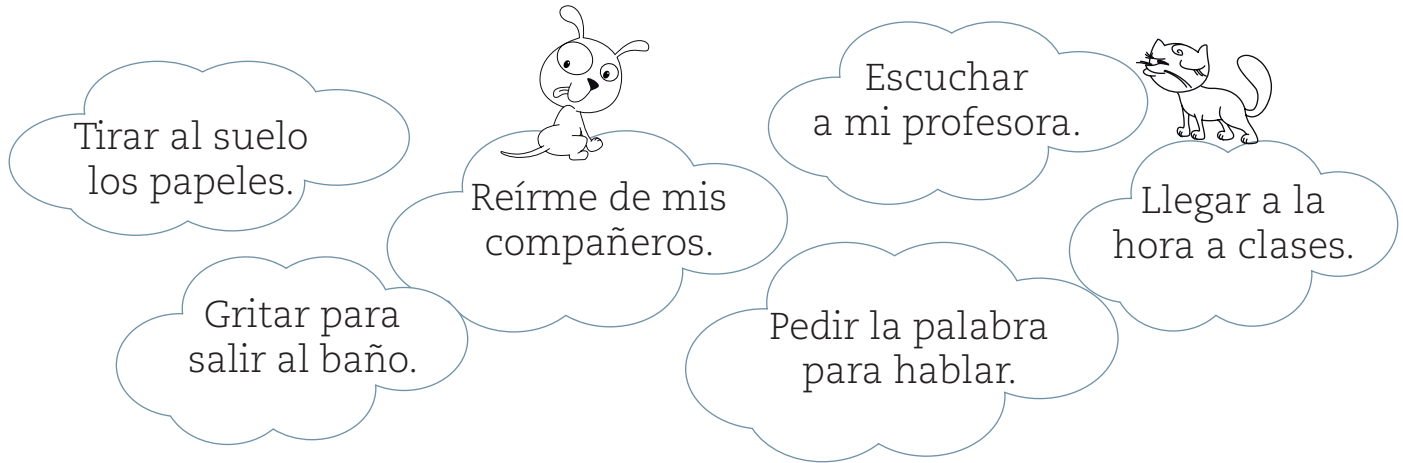 Tirar al suelo
los papeles.
Reírme de mis
compañeros.
Escuchar
a mi profesora.
Llegar a la
hora a clases.
Gritar para
salir al baño.
Pedir la palabra
para hablar.